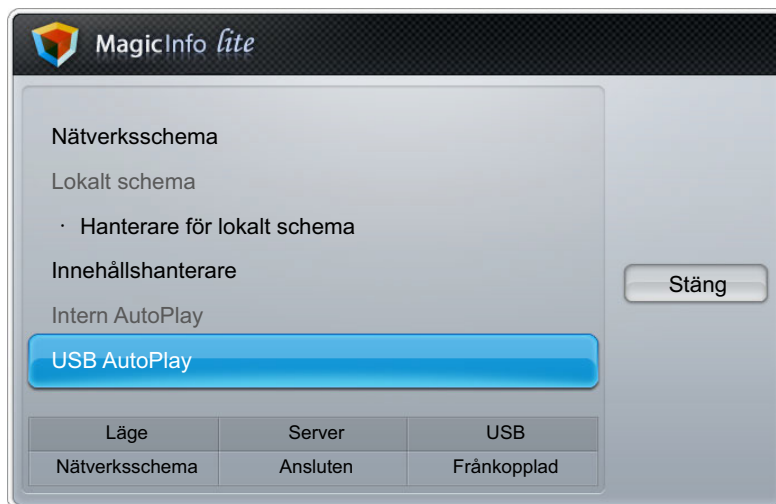 MagicInfo lite
Nätverksschema
Lokalt schema
· Hanterare för lokalt schema
Innehållshanterare
Intern AutoPlay
USB AutoPlay
Stäng
Läge Server USB
Nätverksschema Ansluten Frånkopplad